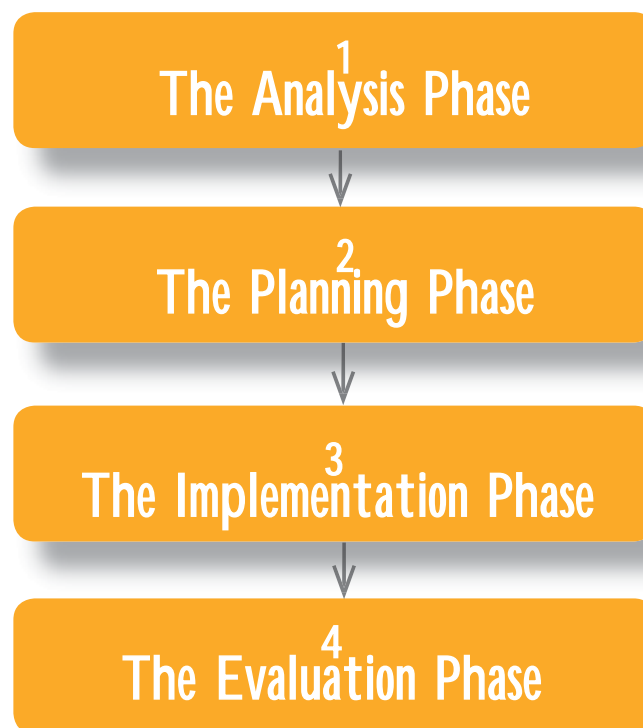 1
The Analysis Phase
2
The Planning Phase
3
The Implementation Phase
4
The Evaluation Phase